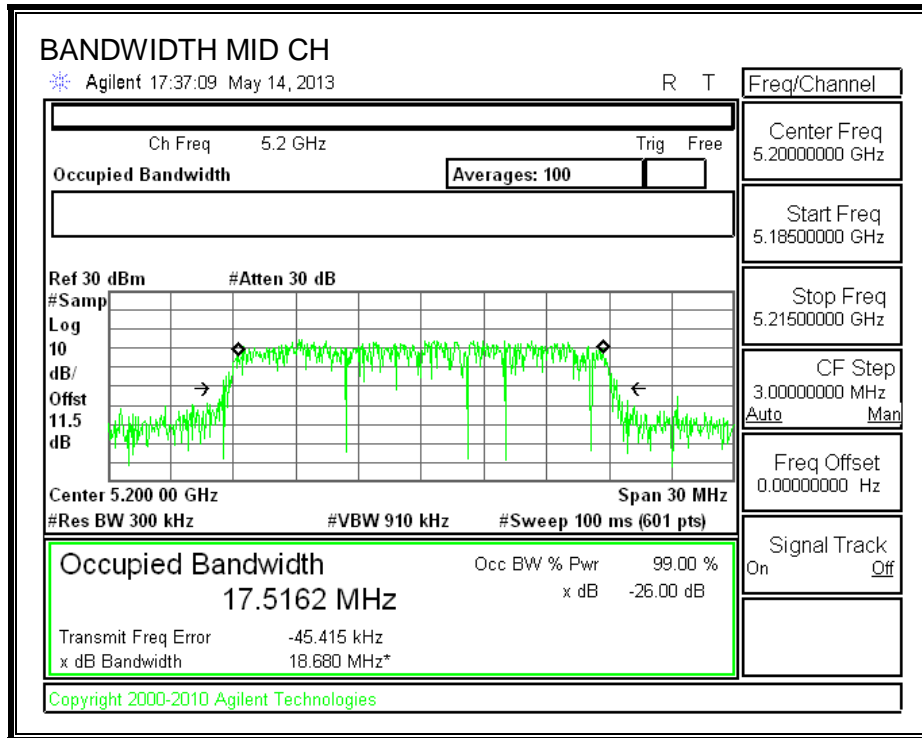 BANDWIDTH MID CH
Agilent 17:37:09 May 14, 2013 R T
Ch Freq 5.2 GHz Trig Free
Occupied Bandwidth Averages: 100
Ref 30 dBm #Atten 30 dB
#Samp
Log
10
dB/
Offst
11.5
dB
Center 5.200 00 GHz Span 30 MHz
#Res BW 300 kHz #VBW 910 kHz #Sweep 100 ms (601 pts)
Occupied Bandwidth Occ BW % Pwr 99.00 %
17.5162 MHz x dB -26.00 dB
Transmit Freq Error -45.415 kHz
x dB Bandwidth 18.680 MHz*
Copyright 2000-2010 Agilent Technologies
Freq/Channel
Center Freq
5.20000000 GHz
Start Freq
5.18500000 GHz
Stop Freq
5.21500000 GHz
CF Step
3.00000000 MHz
Auto Man
Freq Offset
0.00000000 Hz
Signal Track
On Off